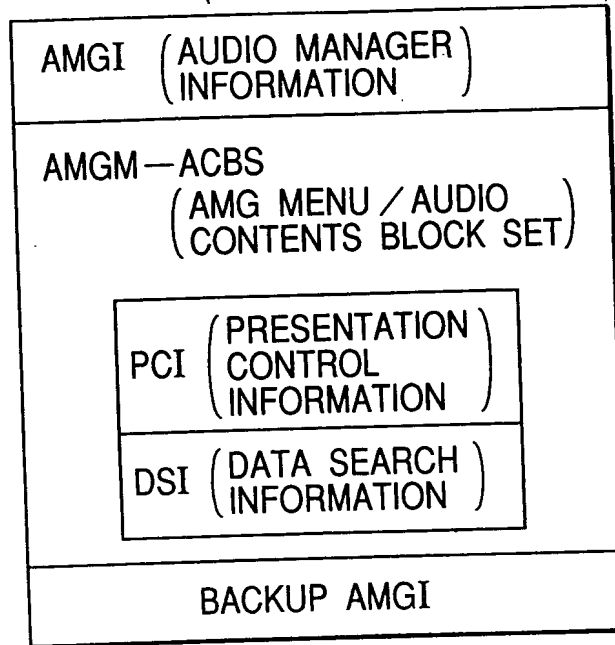 AMGI (AUDIO MANAGER
INFORMATION)
AMGM—ACBS
(AMG MENU／AUDIO
CONTENTS BLOCK SET)
PRESENTATION
PCI (CONTROL
INFORMATION)
DSI (DATA SEARCH
INFORMATION)
BACKUP AMGI